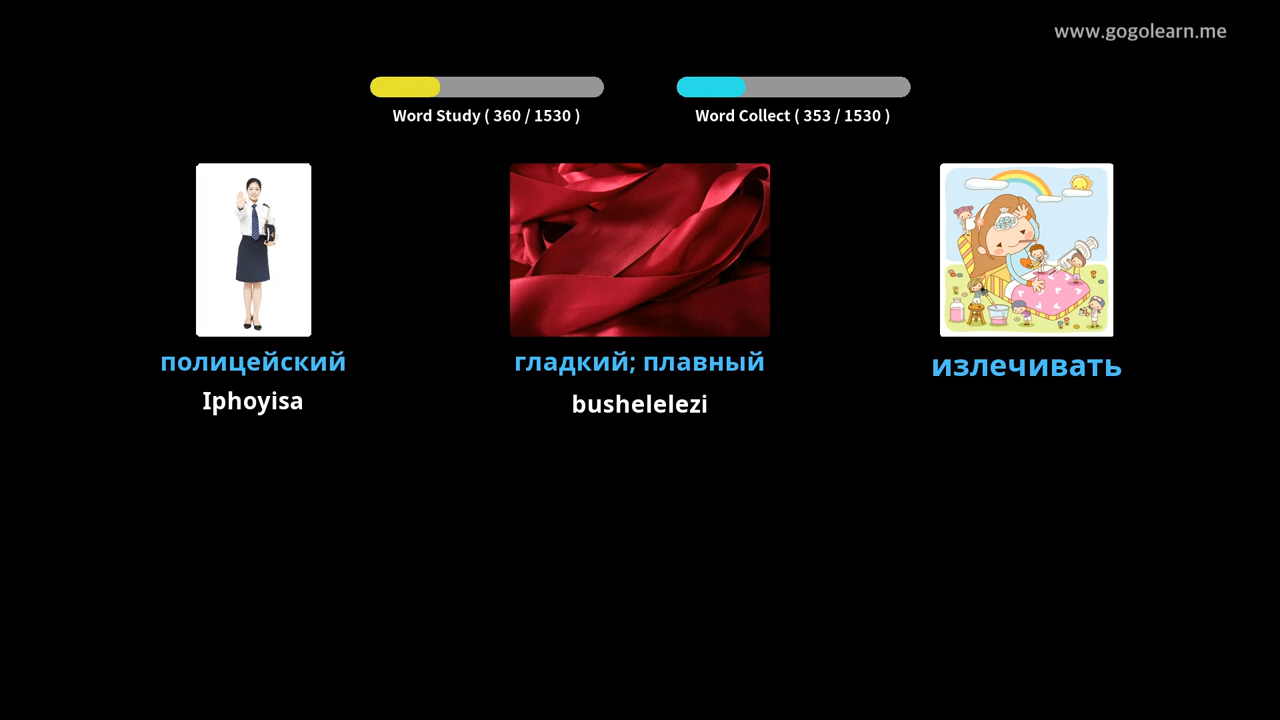 www.gogolearn.me
Word Study ( 360 / 1530 )
Word Collect ( 353 / 1530 )
полицейский
Iphoyisa
гладкий; плавный
bushelelezi
излечивать